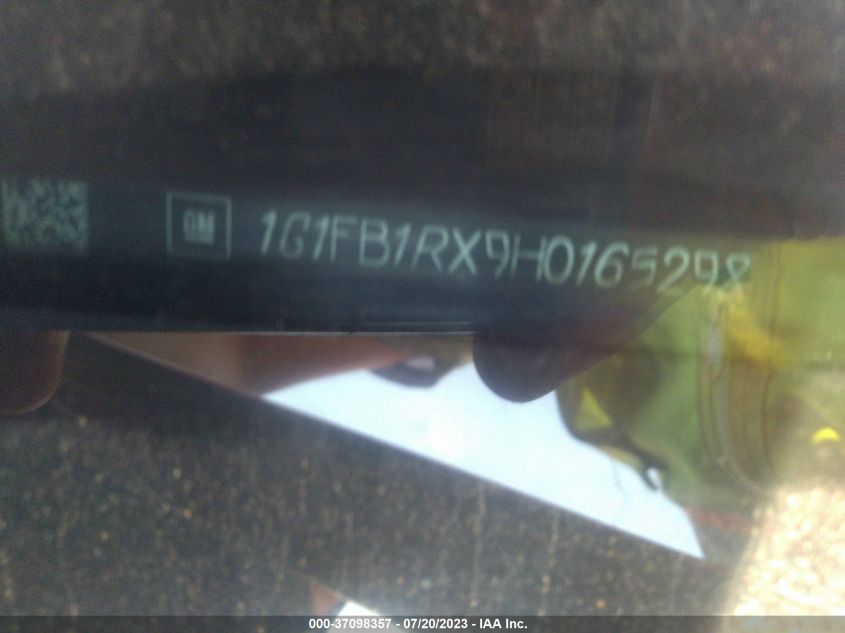 GM 1G1FB1RX9H0165298
000-37098357 - 07/20/2023 - IAA Inc.